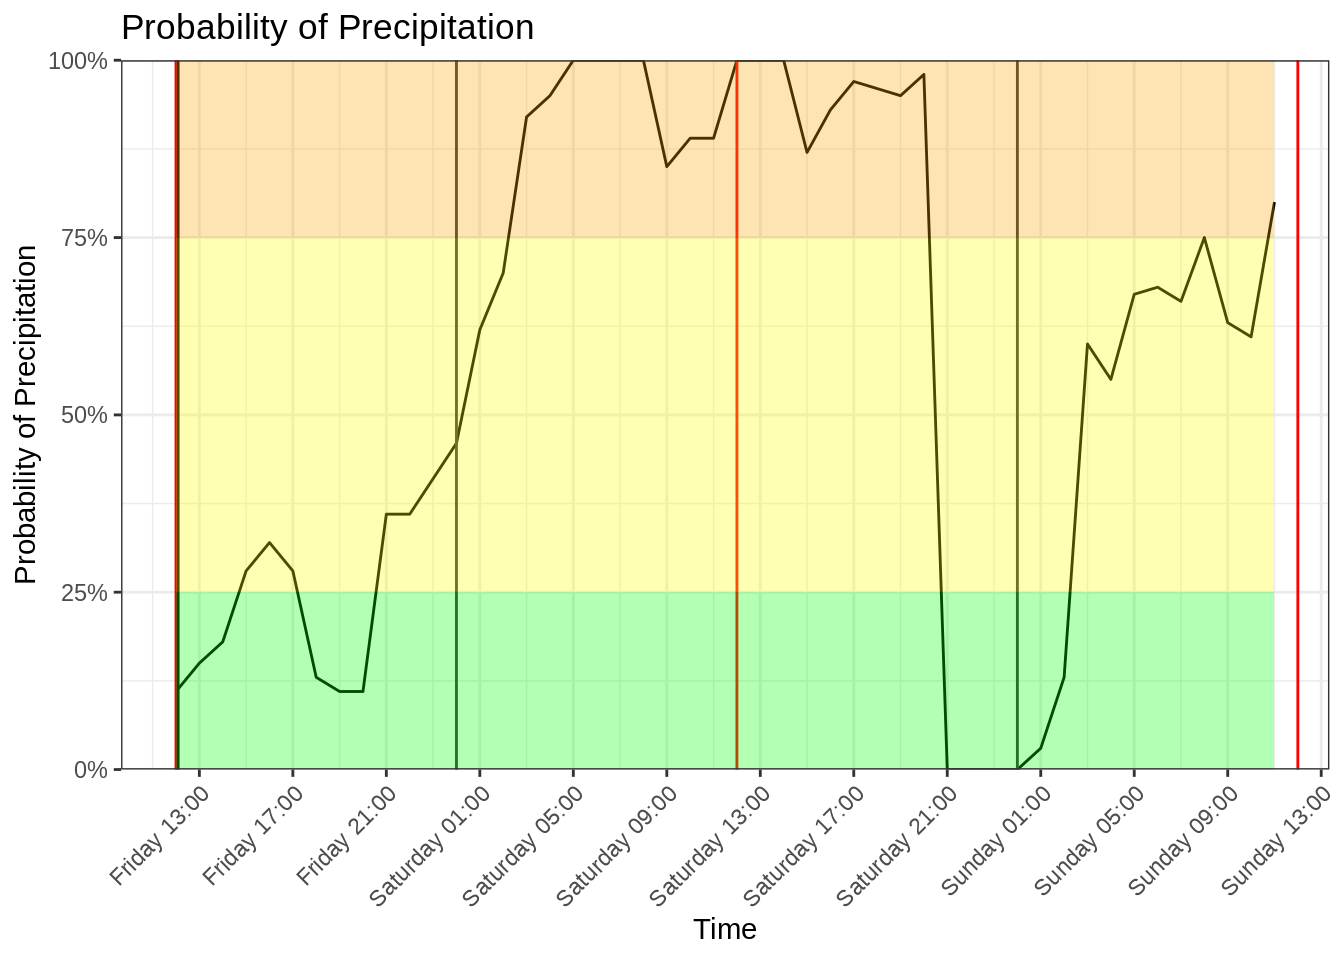 Probability of Precipitation
Probability of Precipitation
100%
75%
50%
25%
0%
Friday 13:00
Friday 17:00
Friday 21:00
Saturday 01:00
Saturday 05:00
Saturday 09:00
Saturday 13:00
Saturday 17:00
Saturday 21:00
Sunday 01:00
Sunday 05:00
Sunday 09:00
Sunday 13:00
Time